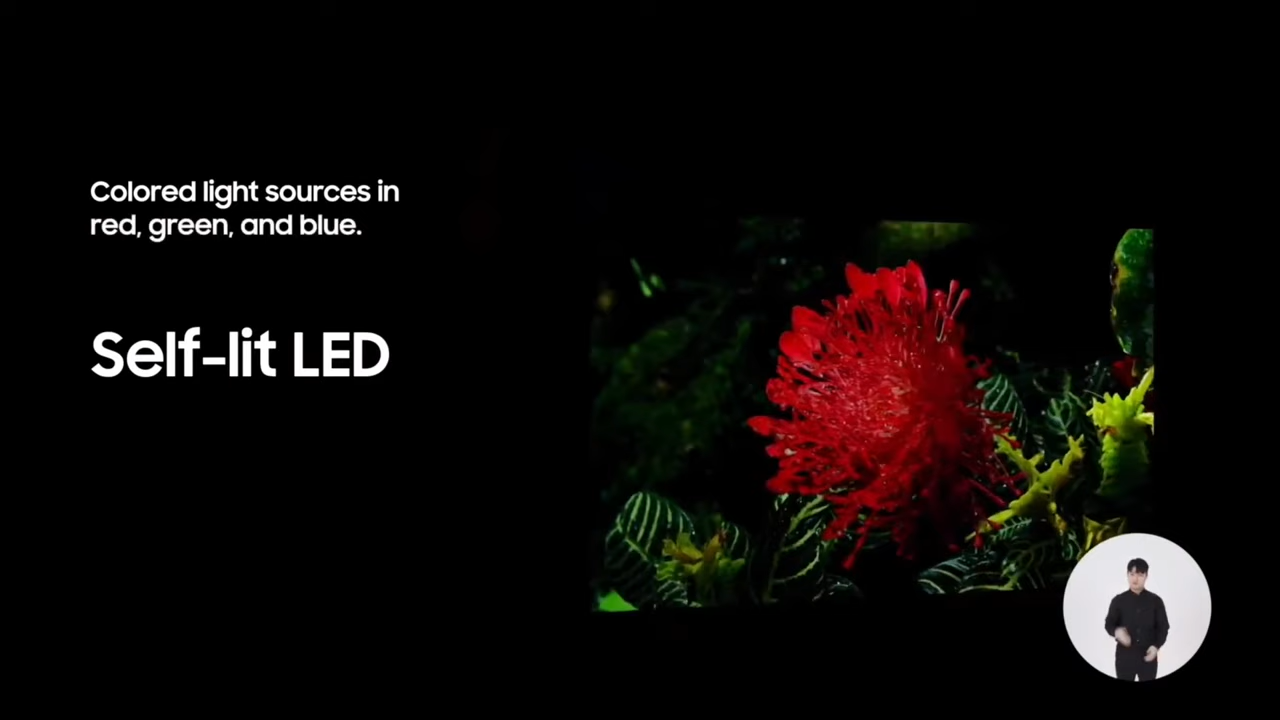 Colored light sources in
red, green, and blue.
Self-lit LED